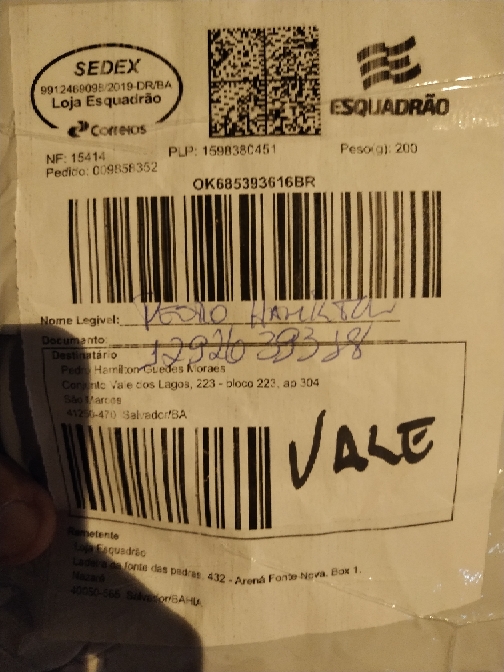 SEDEX
9912469095/2019-DR/BA
Loja Esquadrão
Correios
ESQUADRÃO
NF: 15414
PLP: 1598380451
Peso(g): 200
Pedido: 009858352
OK685393616BR
Nome Legível: PEDRO HAMILTON
Documento: 1292639318
Destinatário
Pedro Hamilton Guedes Moraes
Conjunto Vale dos Lagos, 223 - bloco 223, ap 304
São Marcos
41250-470 Salvador/BA
VALE
Remetente
Loja Esquadrão
Ladeira da fonte das pedras, 432 - Arena Fonte Nova, Box 1.
Nazaré
Salvador/BAHIA